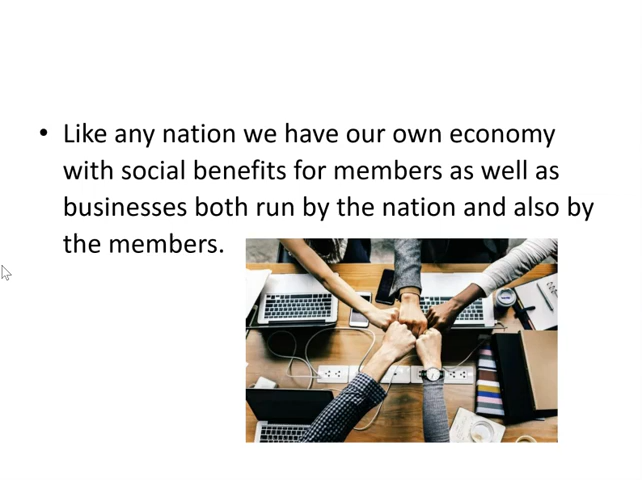 • Like any nation we have our own economy
with social benefits for members as well as
businesses both run by the nation and also by
the members.